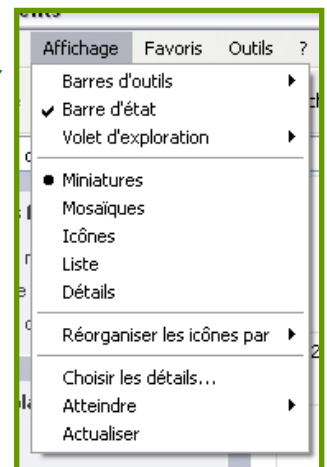 Affichage Favoris Outils ?
Barres d'outils
Barre d'état
Volet d'exploration
Miniatures
Mosaïques
Icônes
Liste
Détails
Réorganiser les icônes par
Choisir les détails...
Atteindre
Actualiser